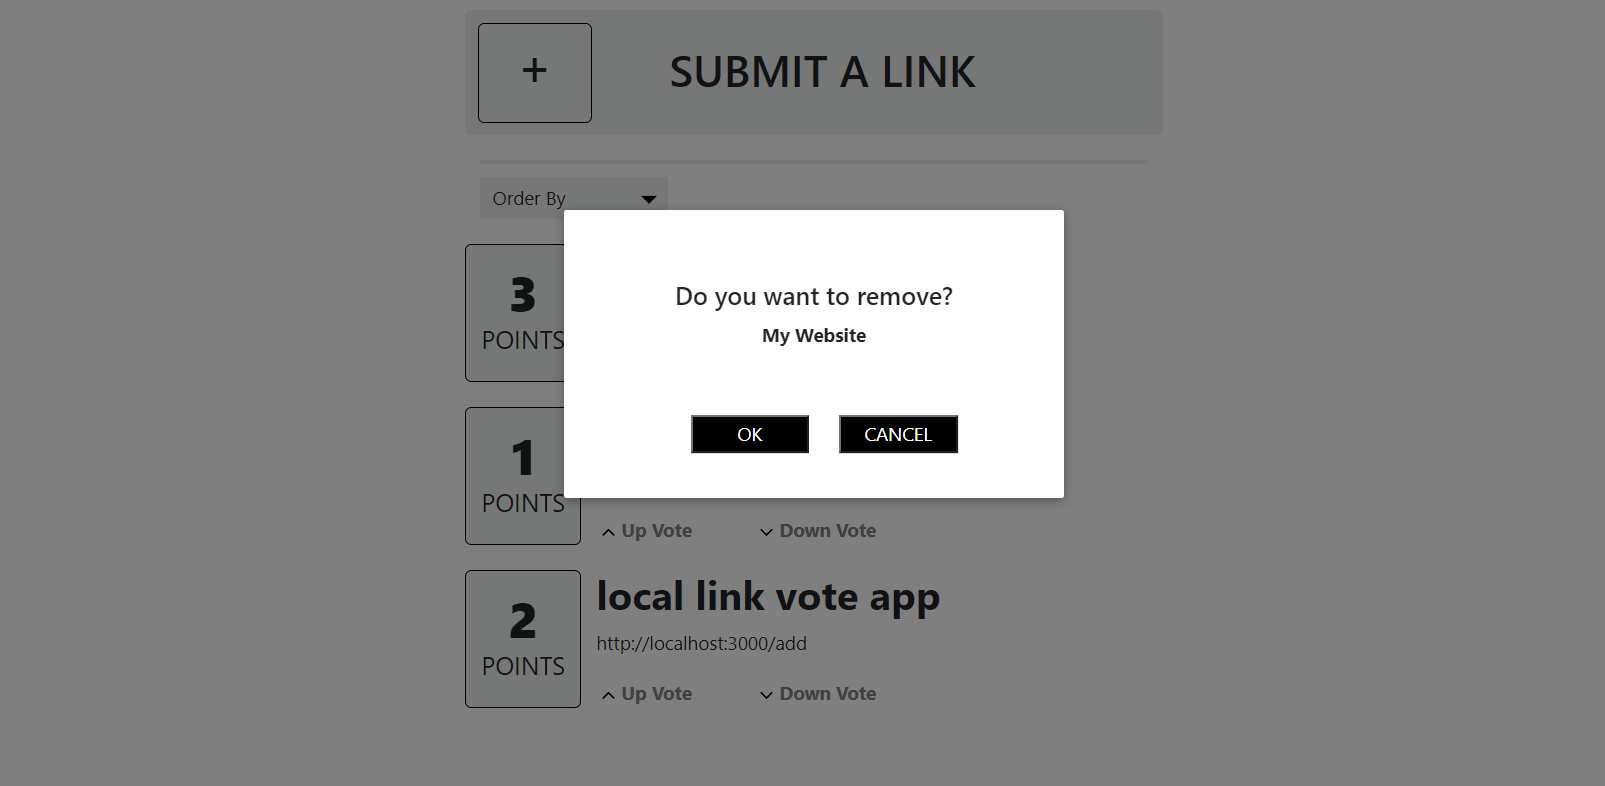 +
SUBMIT A LINK
Order By
3
POINTS
Do you want to remove?
My Website
OK
CANCEL
1
POINTS
Up Vote
Down Vote
2
POINTS
local link vote app
http://localhost:3000/add
Up Vote
Down Vote